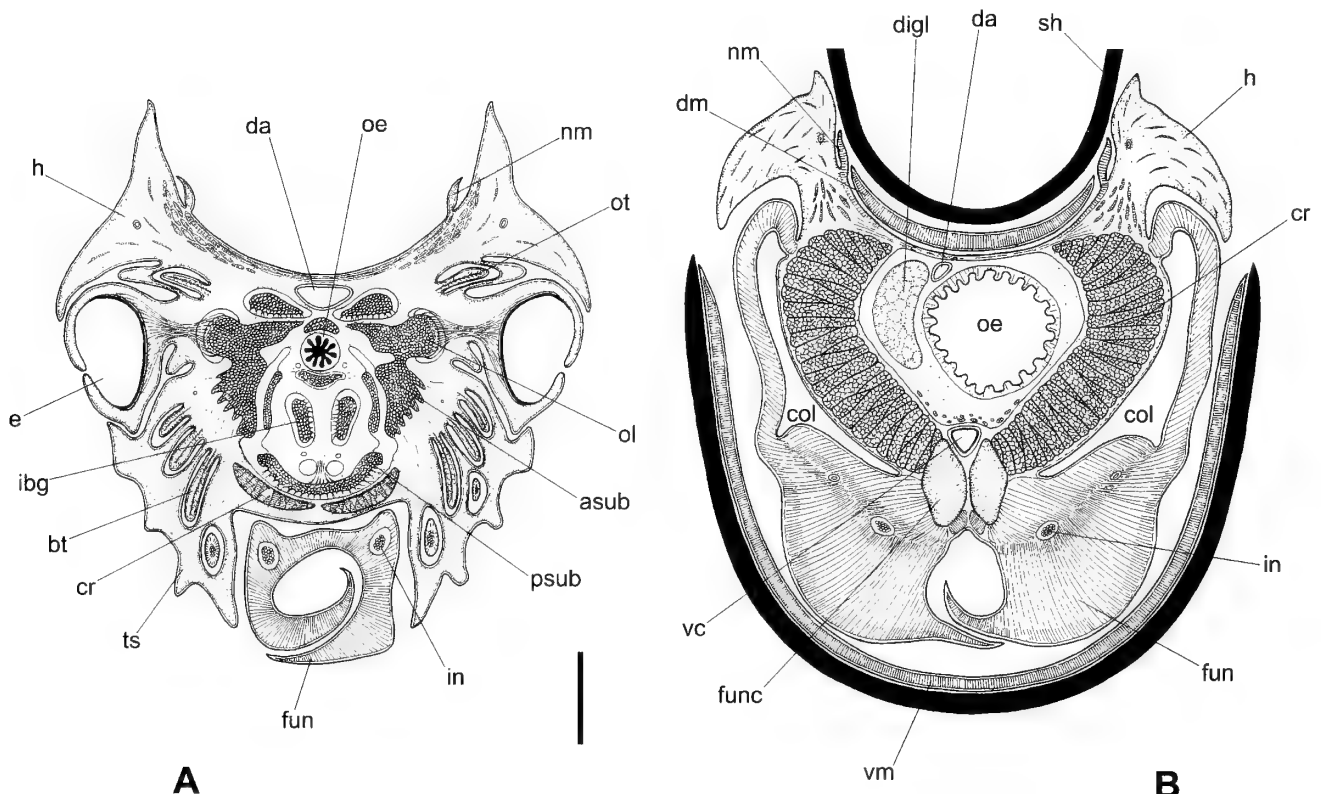 h
da
oe
nm
ot
e
ol
ibg
asub
bt
cr
psub
ts
in
fun
A
nm
digl
da
sh
dm
h
cr
oe
col
col
vc
in
func
fun
vm
B